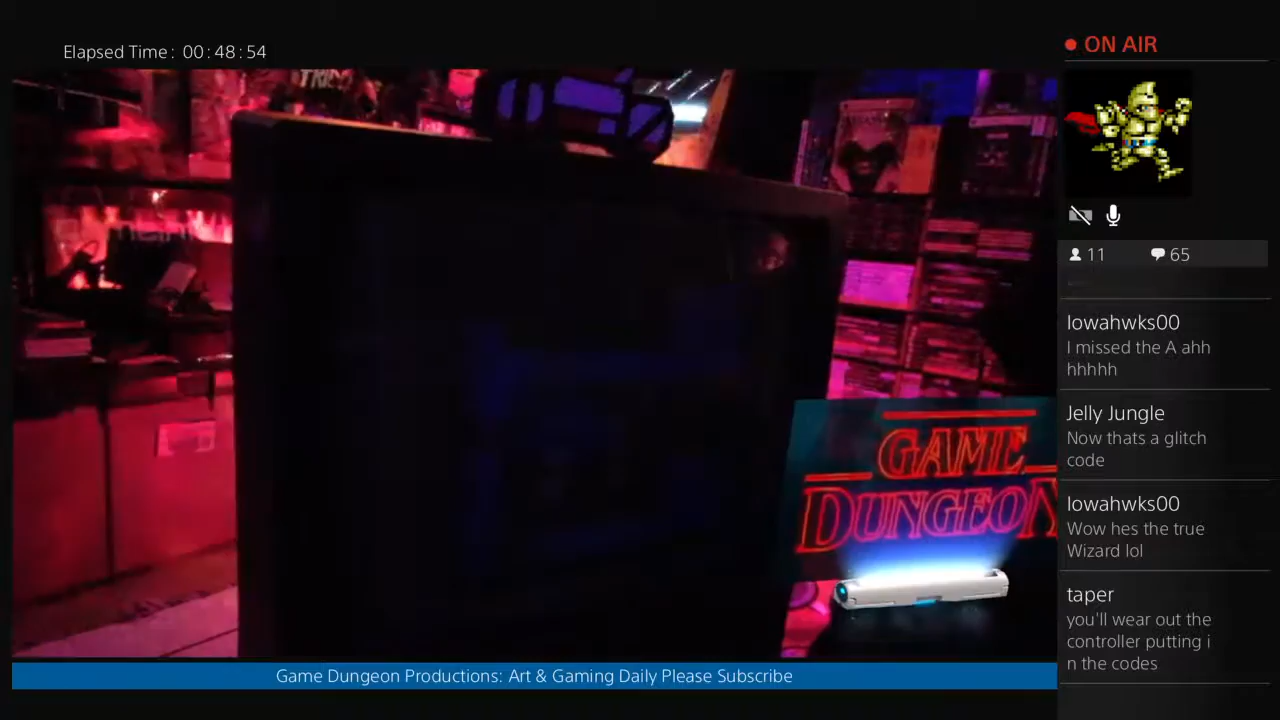 Elapsed Time: 00:48:54
ON AIR
11 65
Iowahwks00
I missed the A ahh
hhhhh
Jelly Jungle
Now thats a glitch
code
Iowahwks00
Wow hes the true
Wizard lol
taper
you'll wear out the
controller putting i
n the codes
GAME
DUNGEON
Game Dungeon Productions: Art & Gaming Daily Please Subscribe